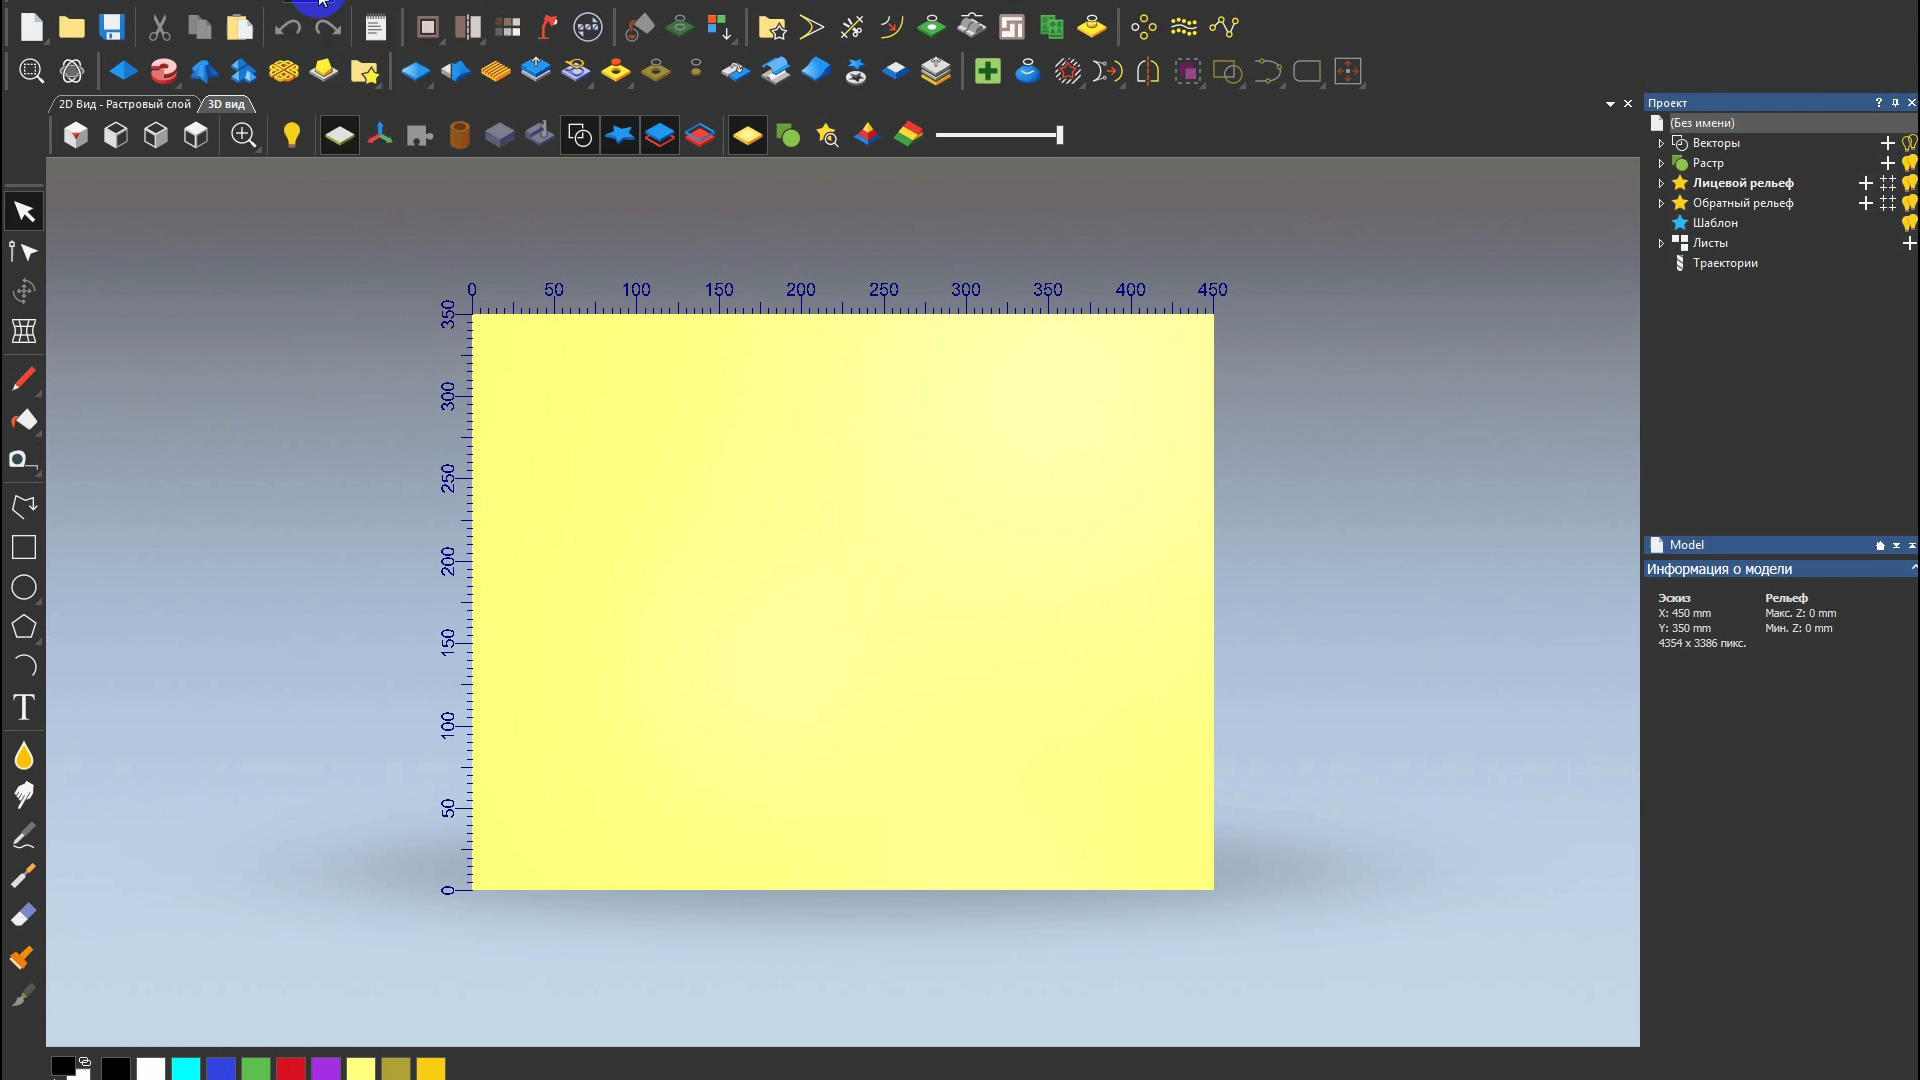 2D Вид - Растровый слой
3D вид
Проект
(Без имени)
Векторы
Растр
Лицевой рельеф
Обратный рельеф
Шаблон
Листы
Траектории
0 50 100 150 200 250 300 350 400 450
350
300
250
200
150
100
50
0
Model
Информация о модели
Эскиз Рельеф
X: 450 mm Макс. Z: 0 mm
Y: 350 mm Мин. Z: 0 mm
4354 x 3386 пикс.